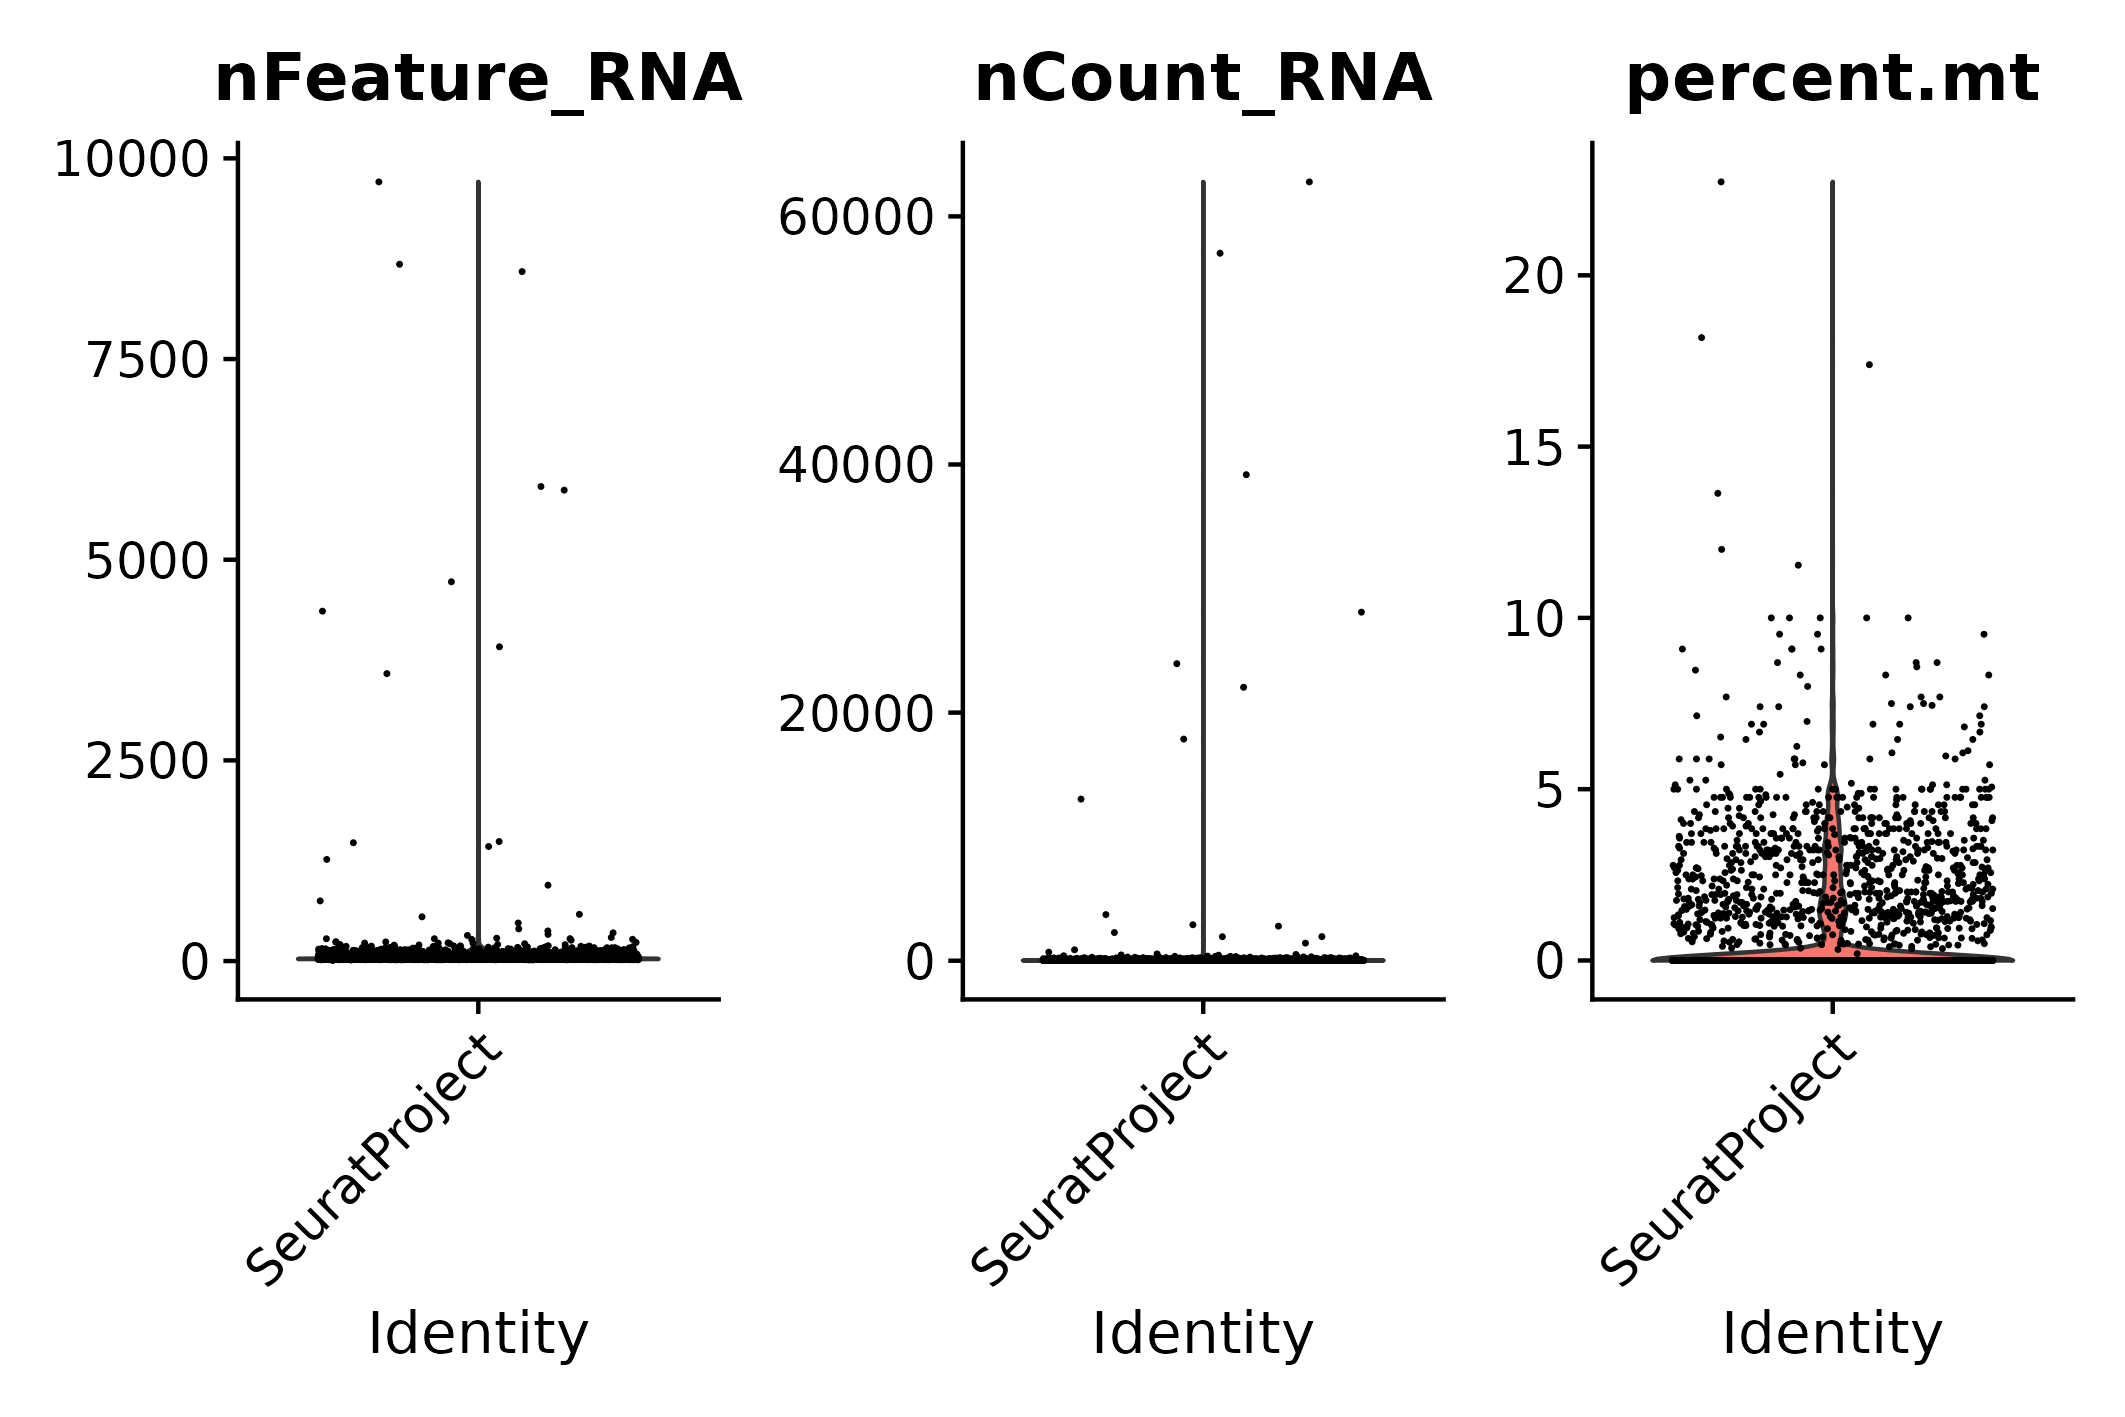 nFeature_RNA
10000
7500
5000
2500
0
SeuratProject
Identity
nCount_RNA
60000
40000
20000
0
SeuratProject
Identity
percent.mt
20
15
10
5
0
SeuratProject
Identity